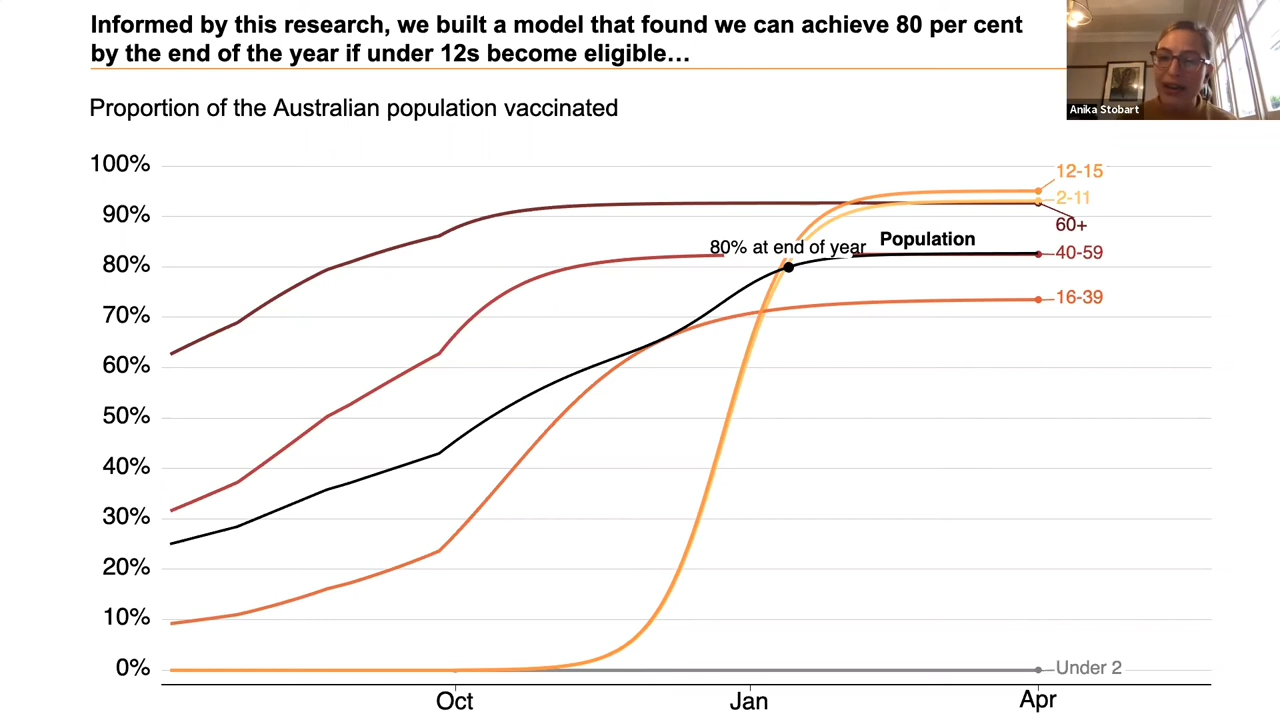 Informed by this research, we built a model that found we can achieve 80 per cent
by the end of the year if under 12s become eligible…
Anika Stobart
Proportion of the Australian population vaccinated
100%
90%
80%
70%
60%
50%
40%
30%
20%
10%
0%
12-15
2-11
60+
80% at end of year
Population
40-59
16-39
Under 2
Oct
Jan
Apr